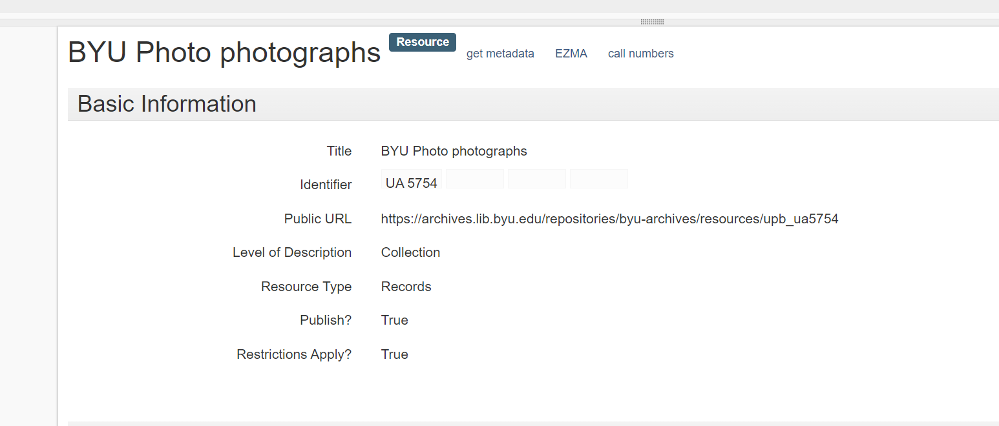 BYU Photo photographs Resource get metadata EZMA call numbers
Basic Information
Title BYU Photo photographs
Identifier UA 5754
Public URL https://archives.lib.byu.edu/repositories/byu-archives/resources/upb_ua5754
Level of Description Collection
Resource Type Records
Publish? True
Restrictions Apply? True